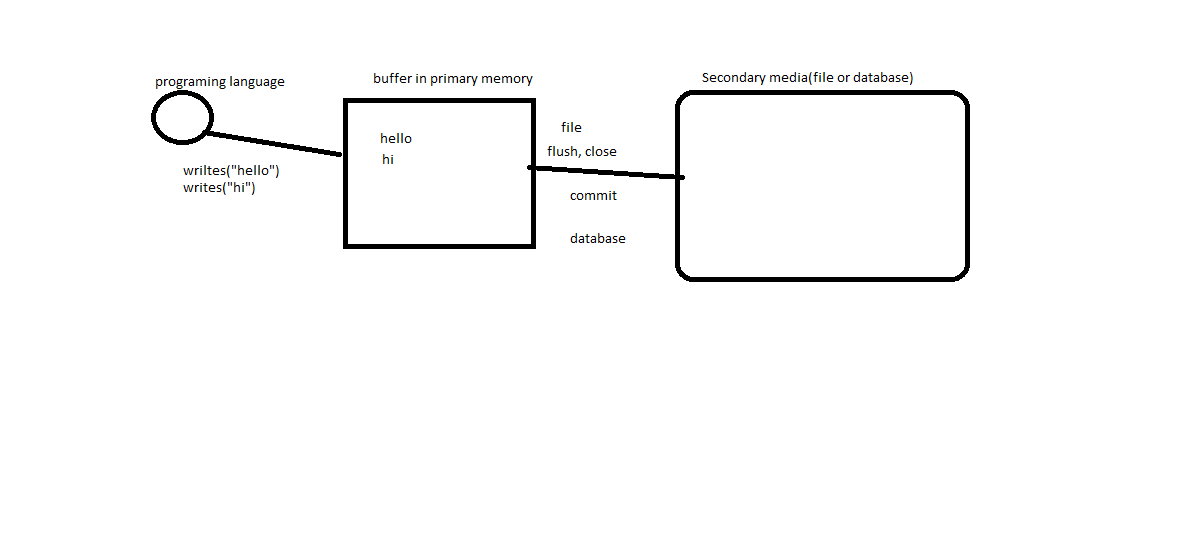 programing language
wriltes("hello")
writes("hi")
buffer in primary memory
hello
hi
file
flush, close
commit
database
Secondary media(file or database)